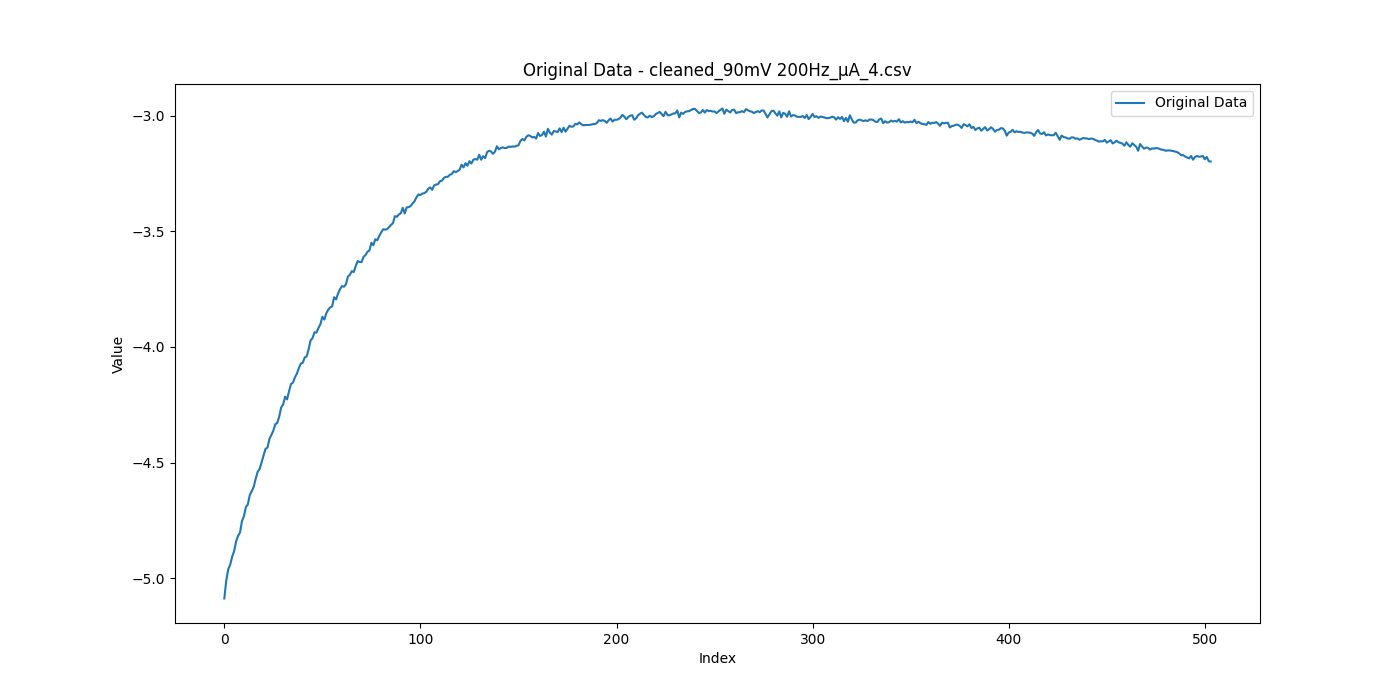 Original Data - cleaned_90mV 200Hz_µA_4.csv
Original Data
−3.0
−3.5
−4.0
−4.5
−5.0
Value
0 100 200 300 400 500
Index